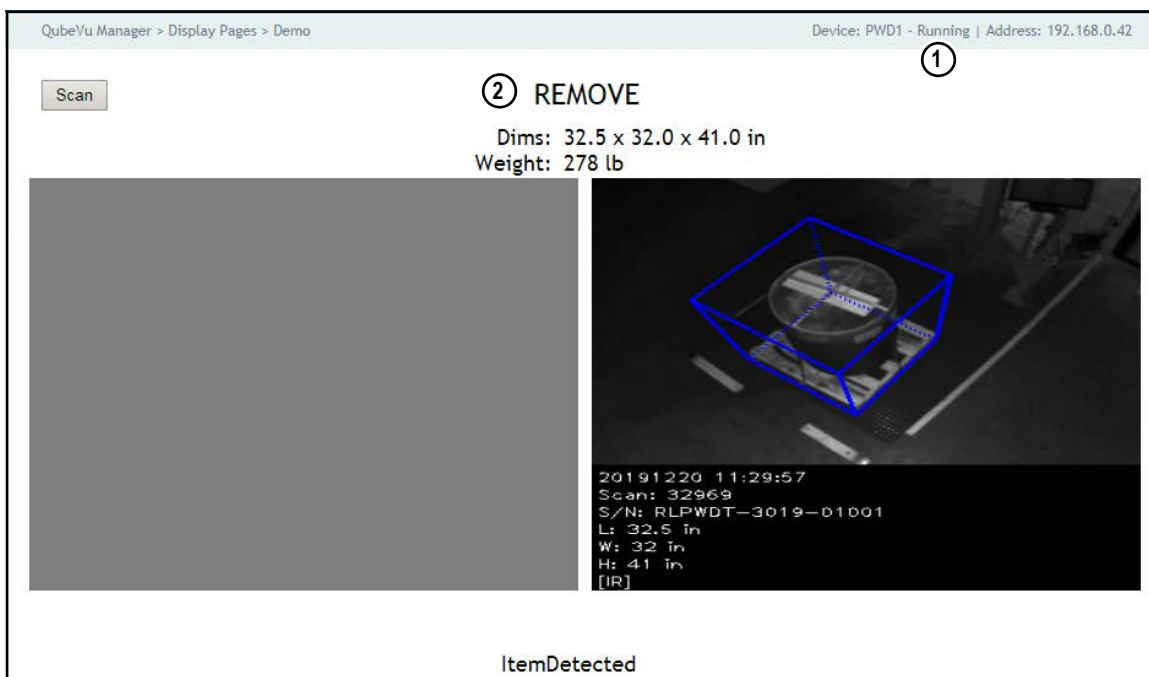 QubeVu Manager > Display Pages > Demo
Device: PWD1 - Running | Address: 192.168.0.42
1
Scan
2 REMOVE
Dims: 32.5 x 32.0 x 41.0 in
Weight: 278 lb
20191220 11:29:57
Scan: 32969
S/N: RLPWDT-3019-01001
L: 32.5 in
W: 32 in
H: 41 in
[IR]
ItemDetected